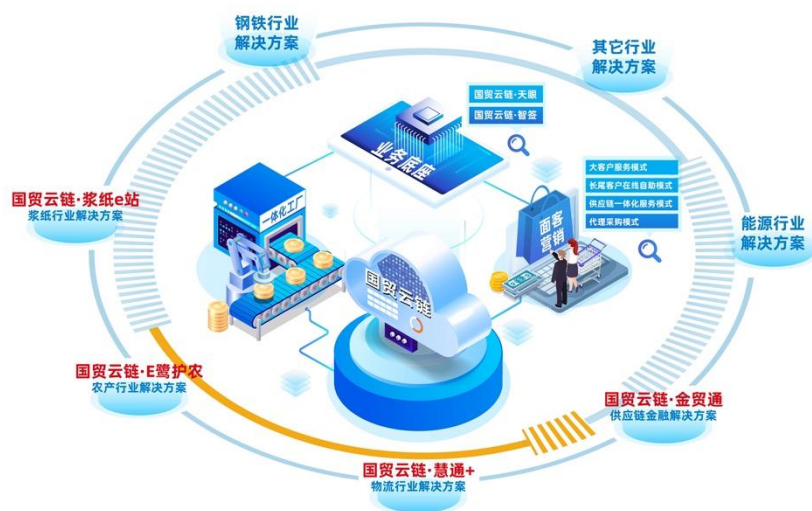 钢铁行业
解决方案
其它行业
解决方案
国贸云链·天眼
国贸云链·智签
业务底座
大客户服务模式
长尾客户在线自助模式
供应链一体化服务模式
代理采购模式
国贸云链·浆纸e站
浆纸行业解决方案
一体化工厂
面客
营销
能源行业
解决方案
国贸云链
国贸云链·E鹭护农
农产行业解决方案
国贸云链·金贸通
供应链金融解决方案
国贸云链·慧通+
物流行业解决方案